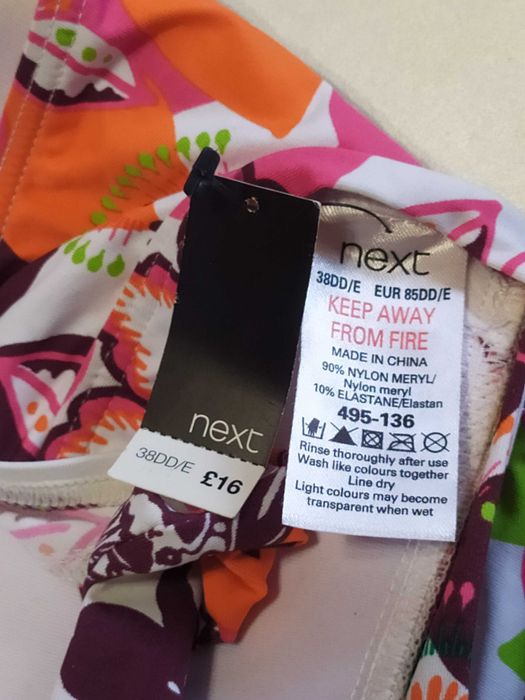 next
38DD/E £16
next
38DD/E EUR 85DD/E
KEEP AWAY
FROM FIRE
MADE IN CHINA
90% NYLON MERYL/
Nylon meryl
10% ELASTANE/Elastan
495-136
Rinse thoroughly after use
Wash like colours together
Line dry
Light colours may become
transparent when wet